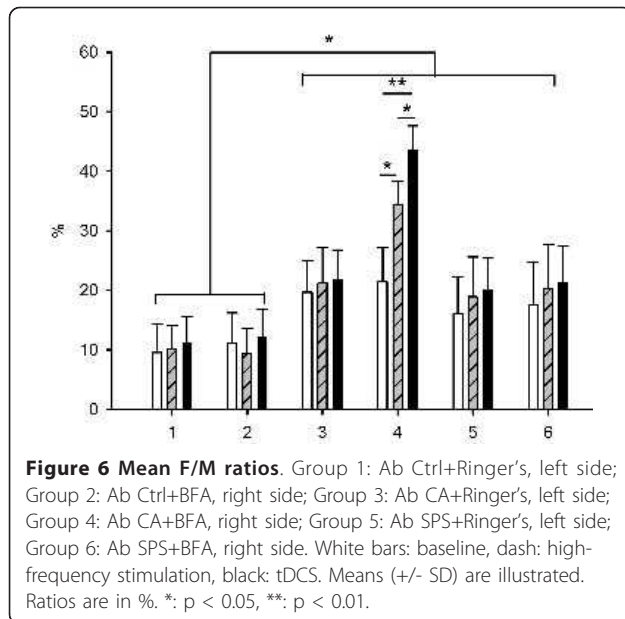 *
60
50
40
30
20
10
0
%
**
*
*
1 2 3 4 5 6
Figure 6 Mean F/M ratios. Group 1: Ab Ctrl+Ringer's, left side;
Group 2: Ab Ctrl+BFA, right side; Group 3: Ab CA+Ringer's, left side;
Group 4: Ab CA+BFA, right side; Group 5: Ab SPS+Ringer's, left side;
Group 6: Ab SPS+BFA, right side. White bars: baseline, dash: high-
frequency stimulation, black: tDCS. Means (+/- SD) are illustrated.
Ratios are in %. *: p < 0.05, **: p < 0.01.